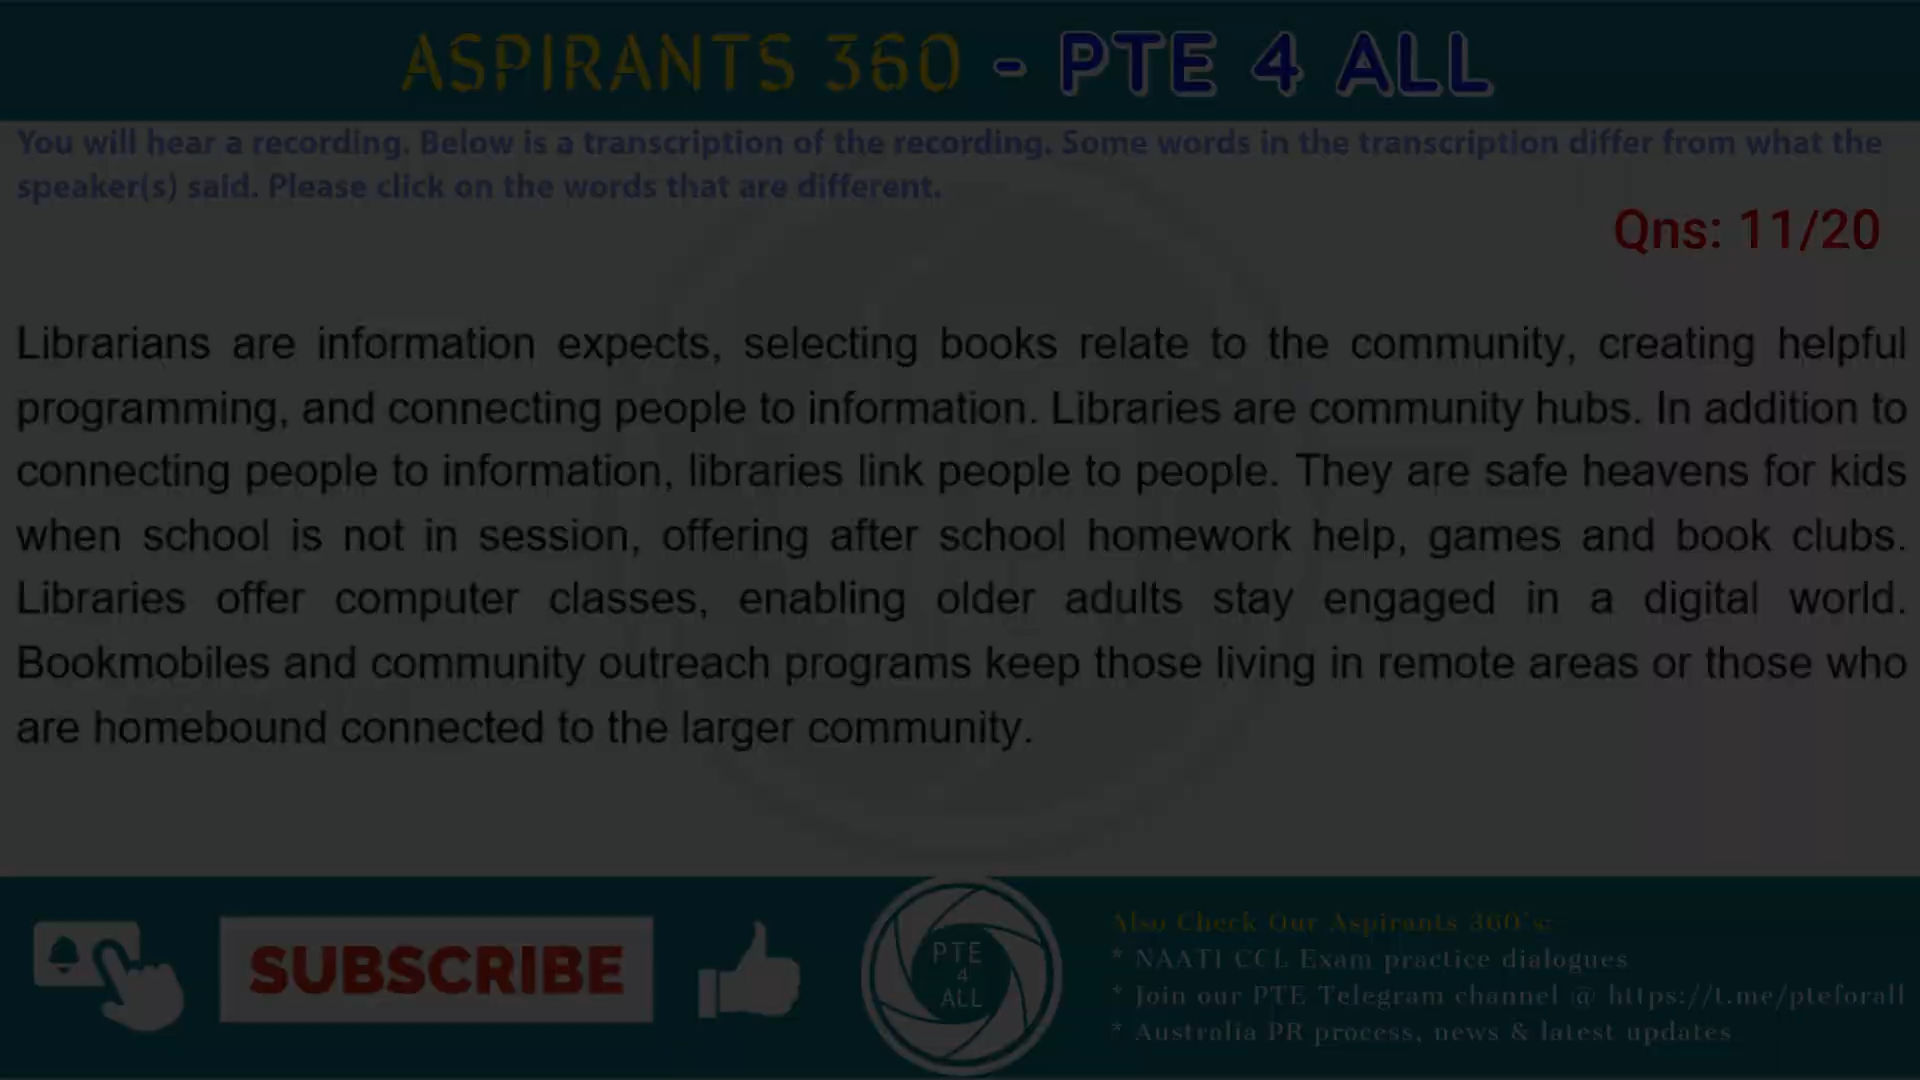 ASPIRANTS 360 - PTE 4 ALL
You will hear a recording. Below is a transcription of the recording. Some words in the transcription differ from what the
speaker(s) said. Please click on the words that are different.
Qns: 11/20
Librarians are information expects, selecting books relate to the community, creating helpful
programming, and connecting people to information. Libraries are community hubs. In addition to
connecting people to information, libraries link people to people. They are safe heavens for kids
when school is not in session, offering after school homework help, games and book clubs.
Libraries offer computer classes, enabling older adults stay engaged in a digital world.
Bookmobiles and community outreach programs keep those living in remote areas or those who
are homebound connected to the larger community.
SUBSCRIBE
PTE
4
ALL
Also Check Our Aspirants 360's:
* NAATI CCL Exam practice dialogues
* Join our PTE Telegram channel @ https://t.me/pteforall
* Australia PR process, news & latest updates